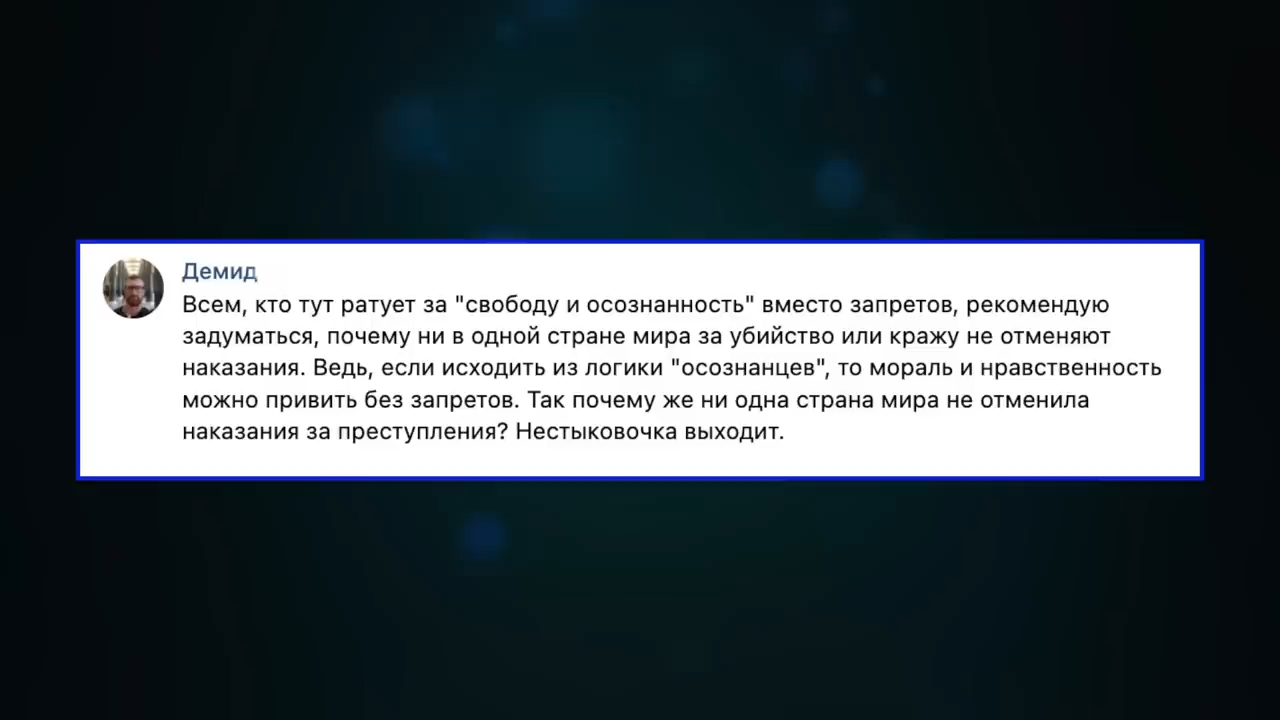 Демид
Всем, кто тут ратует за "свободу и осознанность" вместо запретов, рекомендую
задуматься, почему ни в одной стране мира за убийство или кражу не отменяют
наказания. Ведь, если исходить из логики "осознанцев", то мораль и нравственность
можно привить без запретов. Так почему же ни одна страна мира не отменила
наказания за преступления? Нестыковочка выходит.